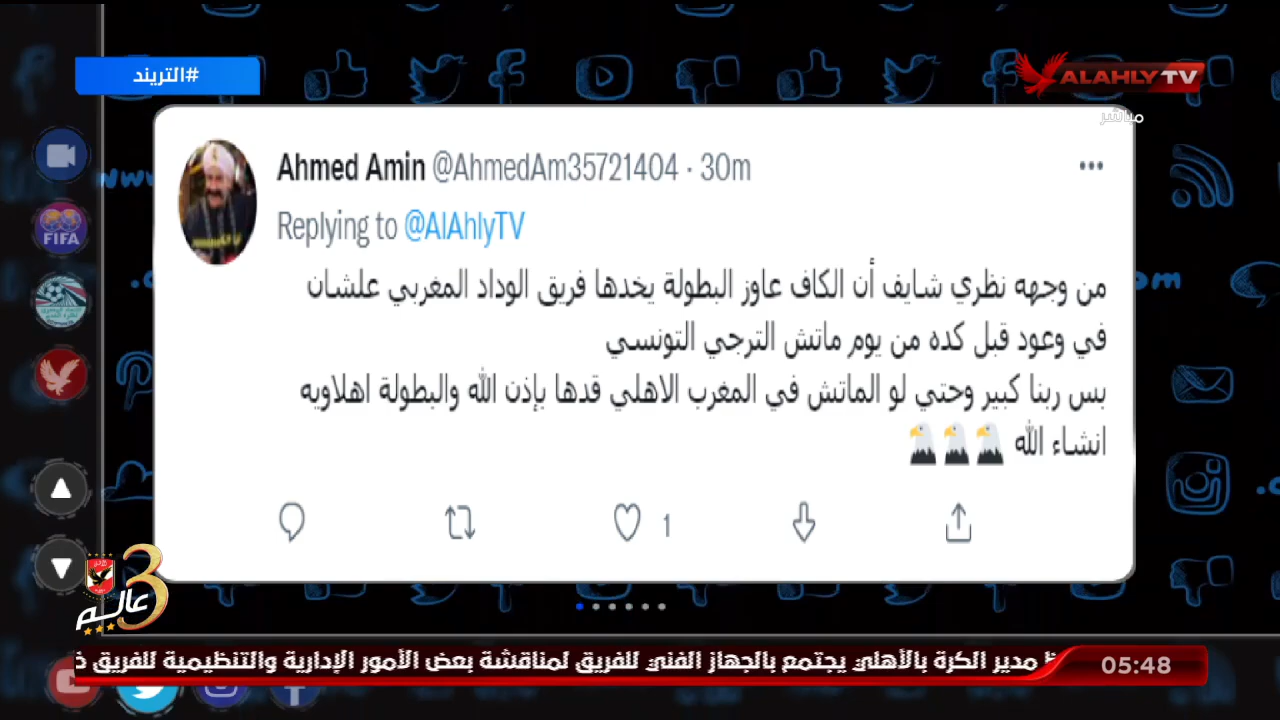 #التريند
ALAHLY TV
مباشر
Ahmed Amin @AhmedAm35721404 · 30m
Replying to @AlAhlyTV
من وجهه نظري شايف أن الكاف عاوز البطولة يخدها فريق الوداد المغربي علشان
في وعود قبل كده من يوم ماتش الترجي التونسي
بس ربنا كبير وحتي لو الماتش في المغرب الاهلي قدها بإذن الله والبطولة اهلاويه
انشاء الله 🦅🦅🦅
1
FIFA
3 عالم
مدير الكرة بالأهلي يجتمع بالجهاز الفني للفريق لمناقشة بعض الأمور الإدارية والتنظيمية للفريق
05:48